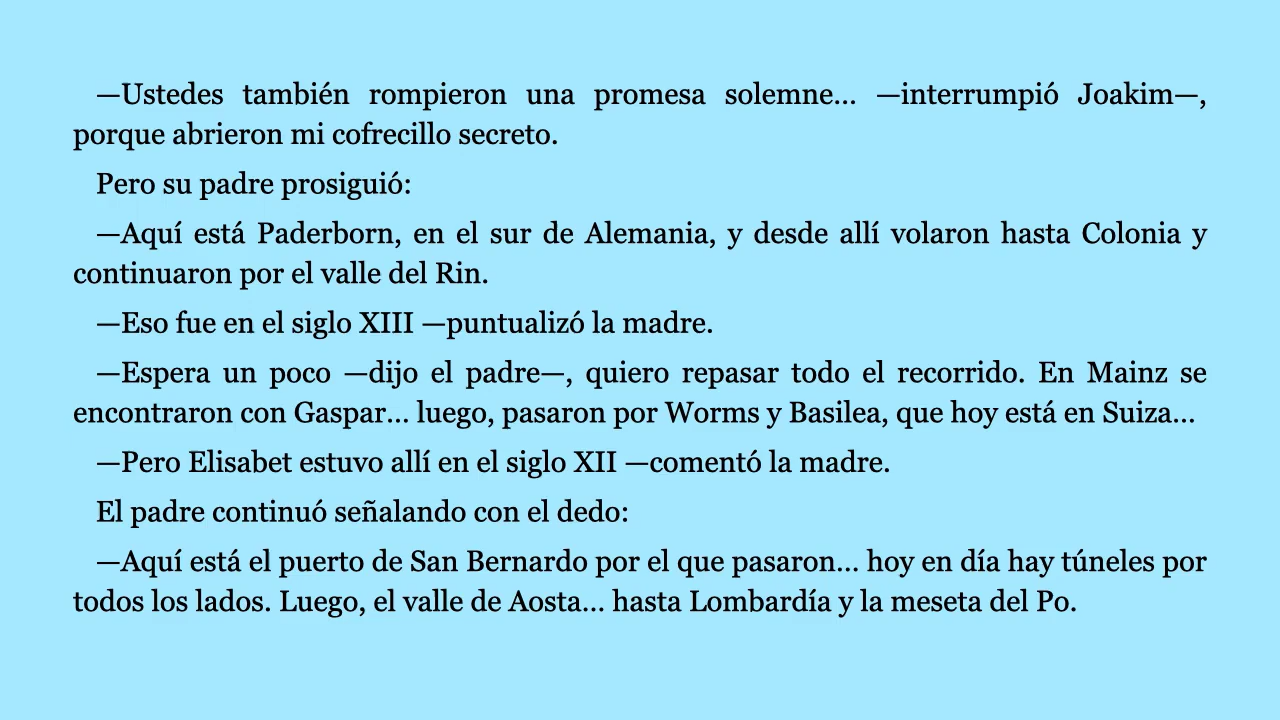 —Ustedes también rompieron una promesa solemne... —interrumpió Joakim—,
porque abrieron mi cofrecillo secreto.
Pero su padre prosiguió:
—Aquí está Paderborn, en el sur de Alemania, y desde allí volaron hasta Colonia y
continuaron por el valle del Rin.
—Eso fue en el siglo XIII —puntualizó la madre.
—Espera un poco —dijo el padre—, quiero repasar todo el recorrido. En Mainz se
encontraron con Gaspar... luego, pasaron por Worms y Basilea, que hoy está en Suiza...
—Pero Elisabet estuvo allí en el siglo XII —comentó la madre.
El padre continuó señalando con el dedo:
—Aquí está el puerto de San Bernardo por el que pasaron... hoy en día hay túneles por
todos los lados. Luego, el valle de Aosta... hasta Lombardía y la meseta del Po.